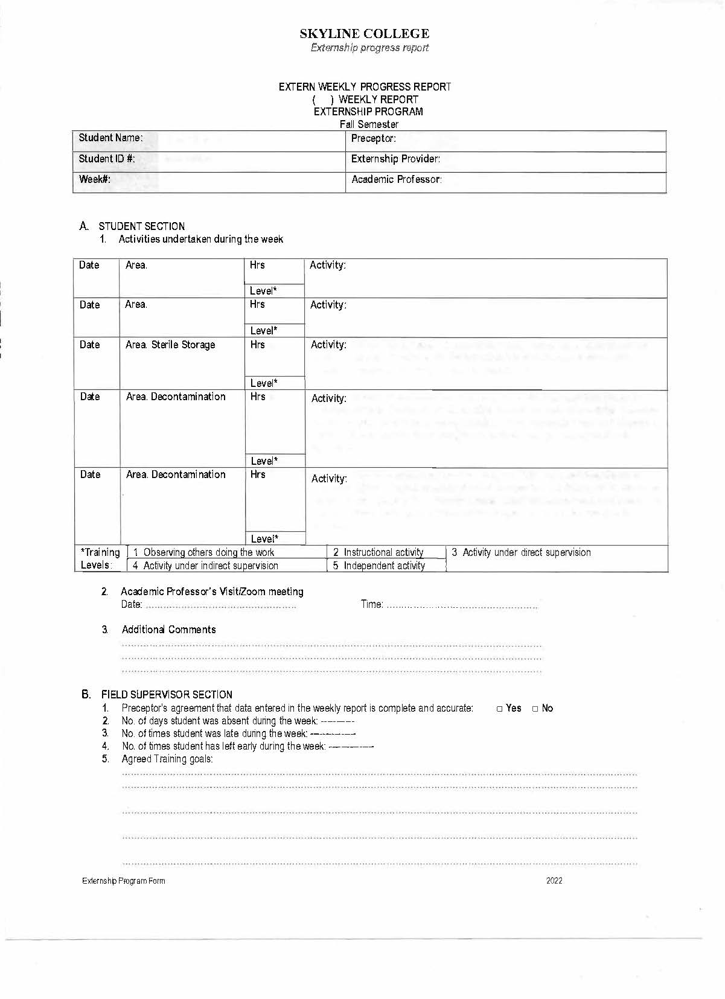 SKYLINE COLLEGE
Externship progress report
EXTERN WEEKLY PROGRESS REPORT
( ) WEEKLY REPORT
EXTERNSHIP PROGRAM
Fall Semester
Student Name: Preceptor:
Student ID #: Externship Provider:
Week#: Academic Professor:
A. STUDENT SECTION
1. Activities undertaken during the week
Date Area. Hrs Activity:
Level*
Date Area. Hrs Activity:
Level*
Date Area. Sterile Storage Hrs Activity:
Level*
Date Area. Decontamination Hrs Activity:
Level*
Date Area. Decontamination Hrs Activity:
Level*
*Training 1 Observing others doing the work 2 Instructional activity 3 Activity under direct supervision
Levels: 4 Activity under indirect supervision 5 Independent activity
2. Academic Professor's Visit/Zoom meeting
Date: ..................................................... Time: .....................................................
3. Additional Comments
B. FIELD SUPERVISOR SECTION
1. Preceptor's agreement that data entered in the weekly report is complete and accurate: □ Yes □ No
2. No. of days student was absent during the week: --------
3. No. of times student was late during the week: ----------
4. No. of times student has left early during the week: ----------
5. Agreed Training goals:
Externship Program Form 2022